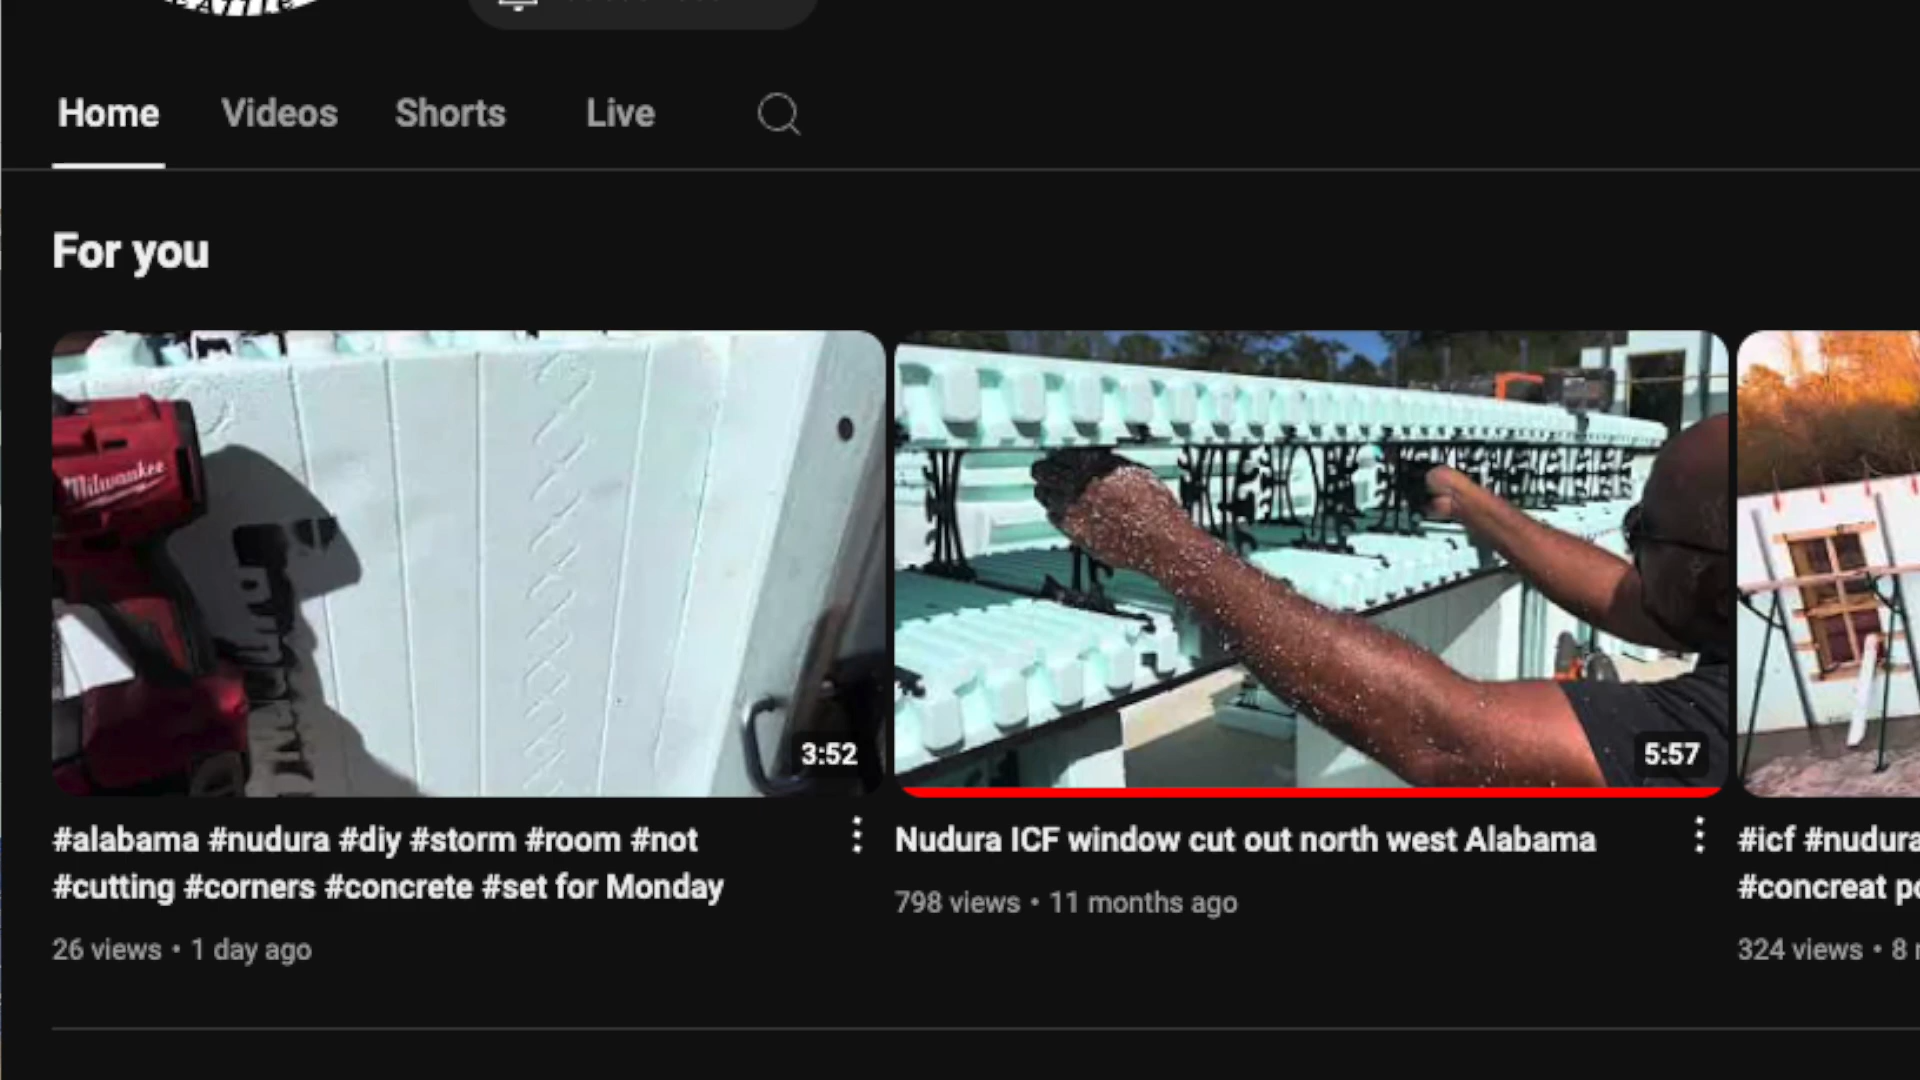 Home Videos Shorts Live
For you
Milwaukee
3:52
5:57
#alabama #nudura #diy #storm #room #not
#cutting #corners #concrete #set for Monday
26 views • 1 day ago
Nudura ICF window cut out north west Alabama
798 views • 11 months ago
#icf #nudura
#concreat
324 views • 8